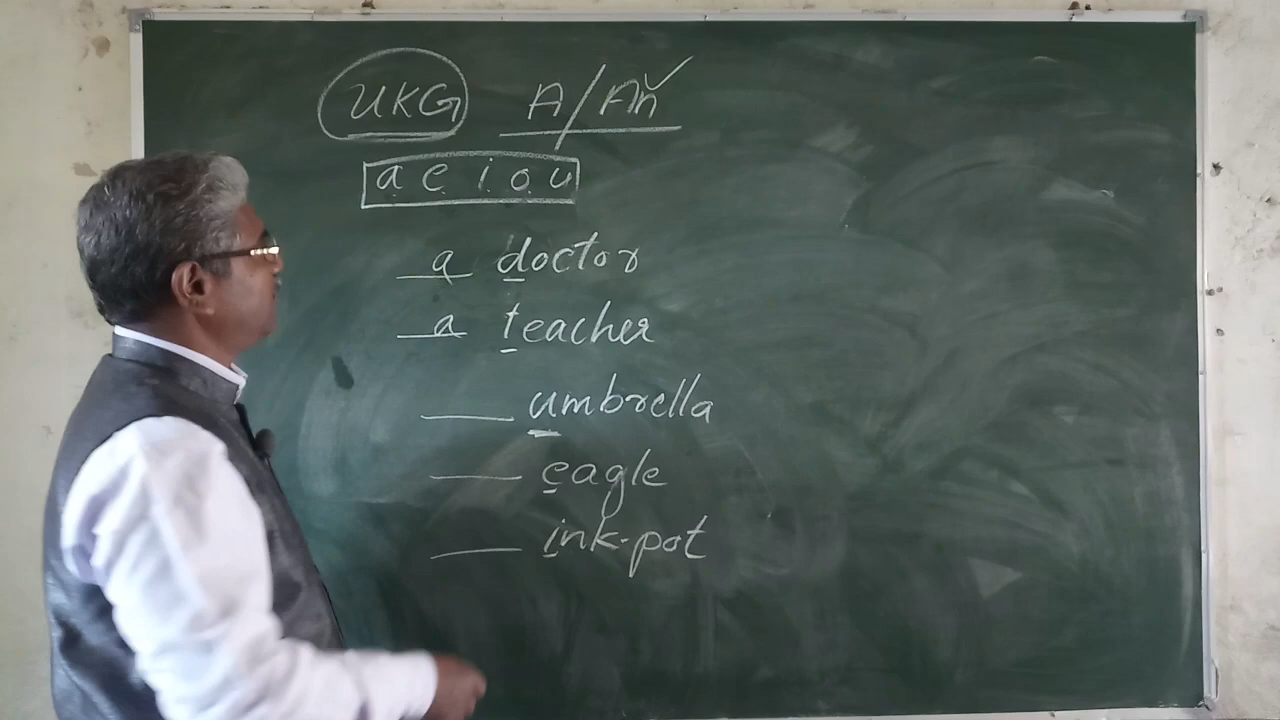 UKG A/An
a e i o u
a doctor
a teacher
umbrella
eagle
ink-pot